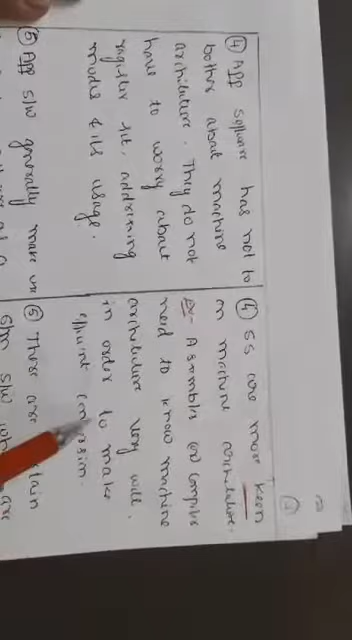 ④ App software has not to
bother about machine
architecture. They do not
have to worry about
register set, addressing
modes & its usage.
⑤ App s/w generally make
④ SS are more keen
on machine architecture.
Ex:- Assembler (or) Compiler
need to know machine
architecture very well.
in order to make
efficient
⑤ There are
S/m s/w